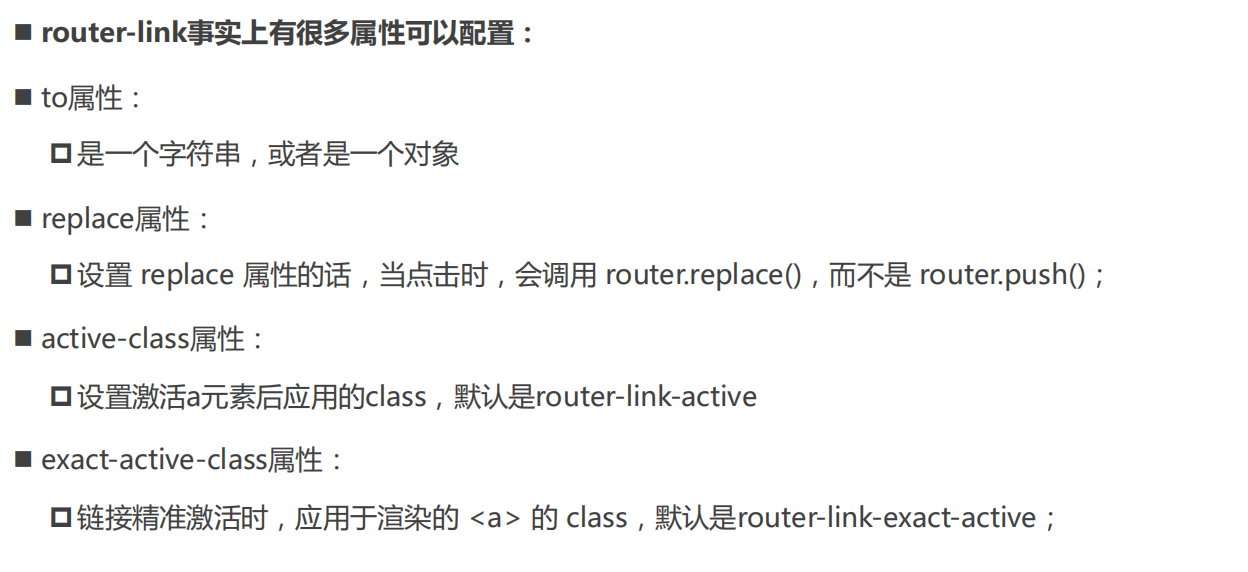 ■ router-link事实上有很多属性可以配置：
■ to属性：
□ 是一个字符串，或者是一个对象
■ replace属性：
□ 设置 replace 属性的话，当点击时，会调用 router.replace()，而不是 router.push()；
■ active-class属性：
□ 设置激活a元素后应用的class，默认是router-link-active
■ exact-active-class属性：
□ 链接精准激活时，应用于渲染的 <a> 的 class，默认是router-link-exact-active；